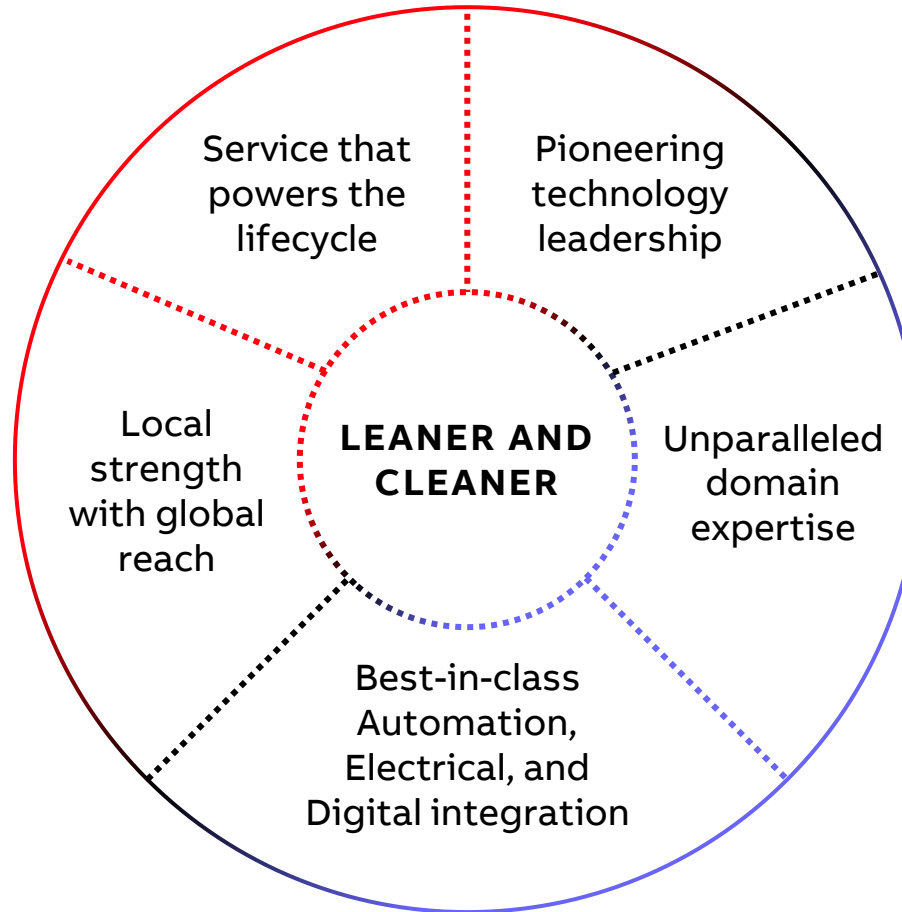 Service that
powers the
lifecycle
Pioneering
technology
leadership
Local
strength
with global
reach
LEANER AND
CLEANER
Unparalleled
domain
expertise
Best-in-class
Automation,
Electrical, and
Digital integration